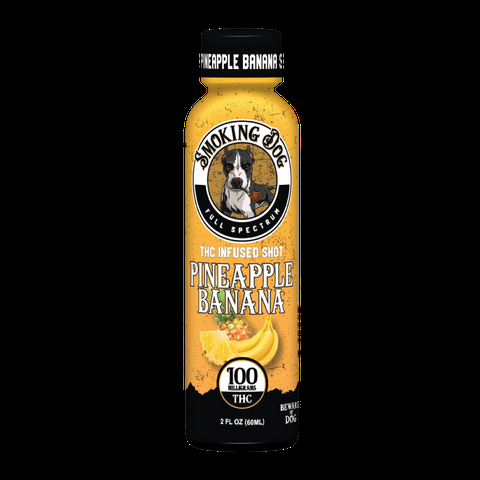 PINEAPPLE BANANA S
SMOKING DOG
FULL SPECTRUM
THC INFUSED SHOT
PINEAPPLE
BANANA
100
MILLIGRAMS
THC
BEWARE
OF
DOG
2 FL OZ (60ML)